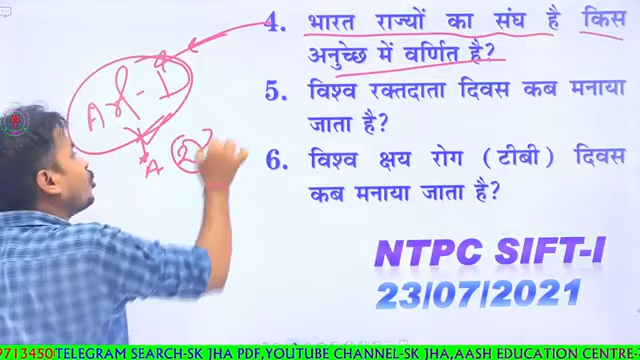 4. भारत राज्यों का संघ है किस
अनुच्छ में वर्णित है?
5. विश्व रक्तदाता दिवस कब मनाया
जाता है?
6. विश्व क्षय रोग (टीबी) दिवस
कब मनाया जाता है?
NTPC SIFT-I
23/07/2021
9713450 TELEGRAM SEARCH-SK JHA PDF,YOUTUBE CHANNEL-SK JHA,AASH EDUCATION CENTRE-